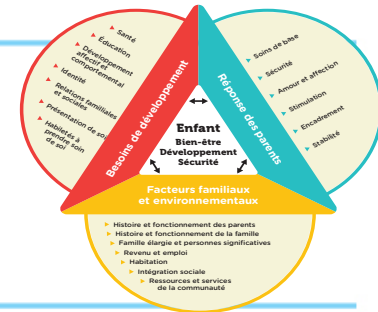 Santé
Éducation
Développement
affectif et
comportemental
Identité
Relations familiales
et sociales
Présentation de soi
Habiletés à
prendre soin
de soi
Besoins de développement
Réponse des parents
Soins de base
Sécurité
Amour et affection
Stimulation
Encadrement
Stabilité
Enfant
Bien-être
Développement
Sécurité
Facteurs familiaux
et environnementaux
Histoire et fonctionnement des parents
Histoire et fonctionnement de la famille
Famille élargie et personnes significatives
Revenu et emploi
Habitation
Intégration sociale
Ressources et services
de la communauté